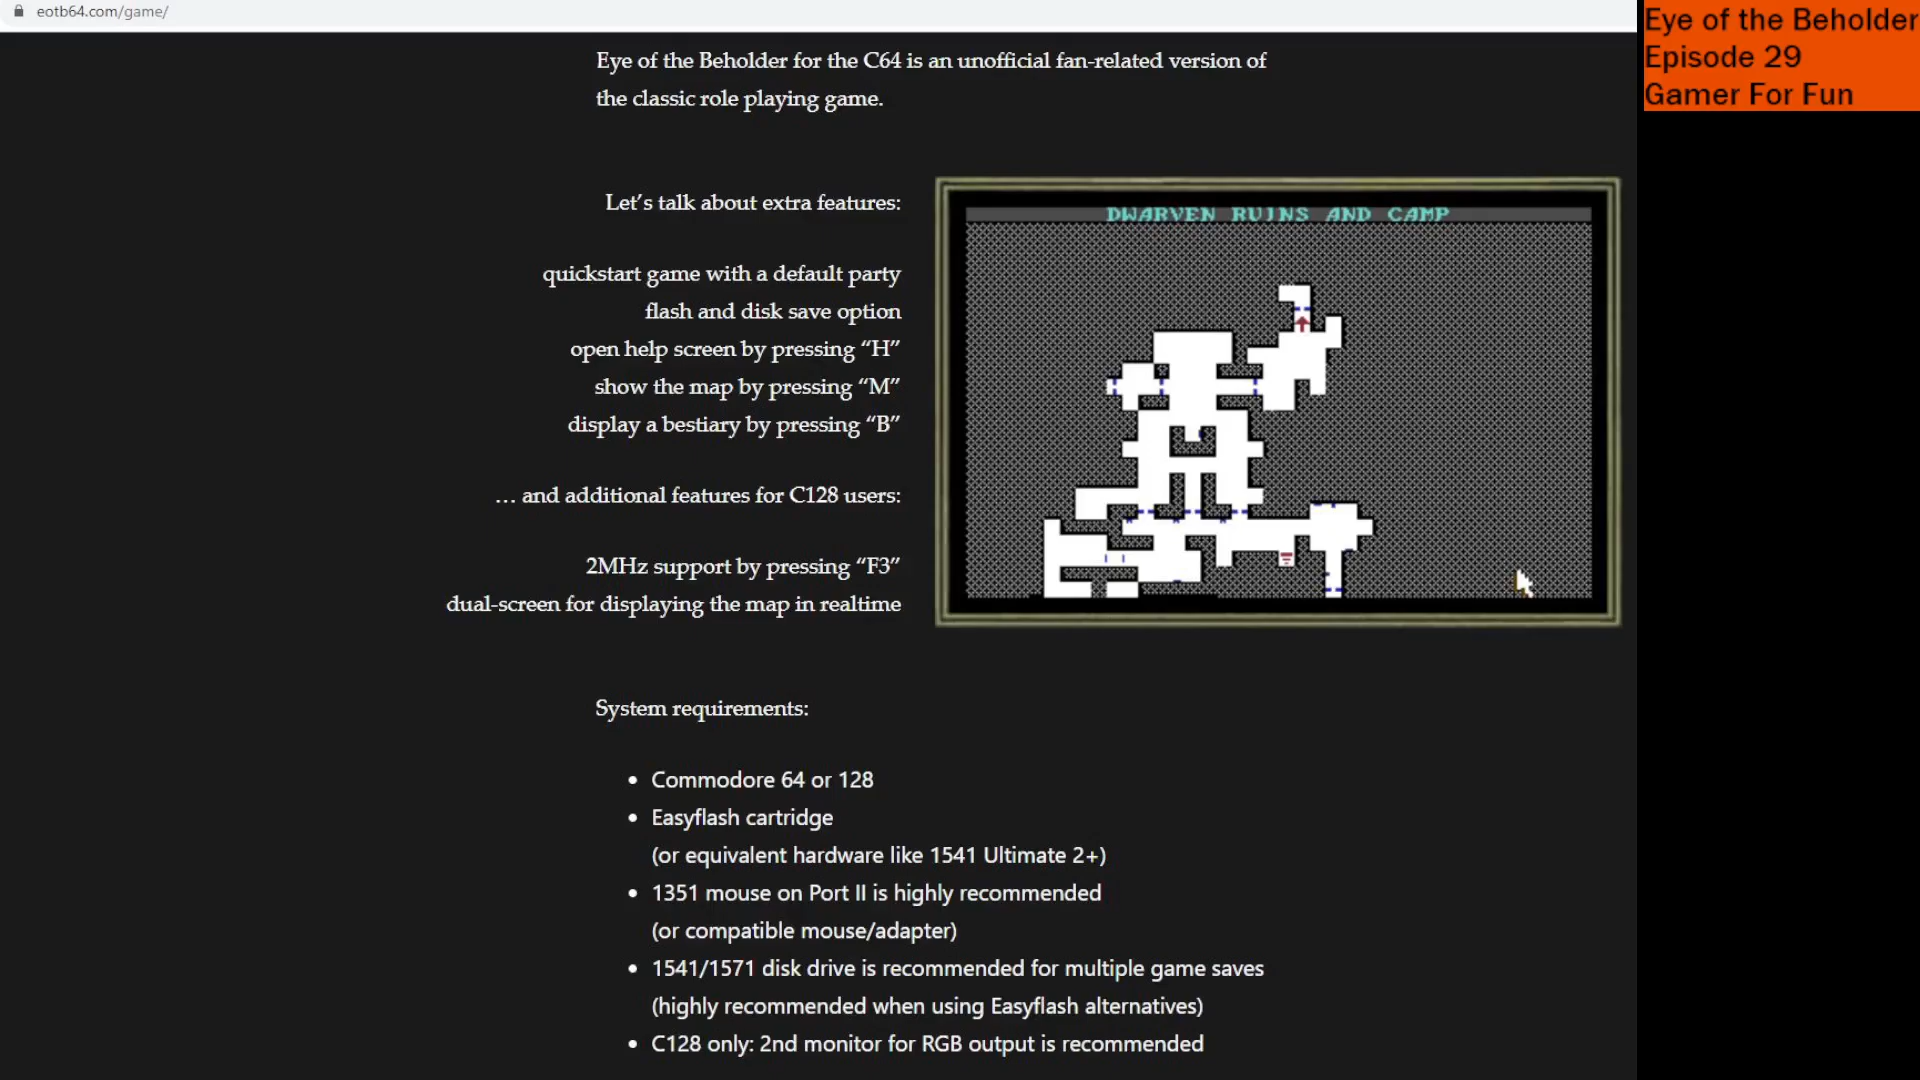 eotb64.com/game/
Eye of the Beholder
Episode 29
Gamer For Fun
Eye of the Beholder for the C64 is an unofficial fan-related version of
the classic role playing game.
Let’s talk about extra features:
quickstart game with a default party
flash and disk save option
open help screen by pressing “H”
show the map by pressing “M”
display a bestiary by pressing “B”
… and additional features for C128 users:
2MHz support by pressing “F3”
dual-screen for displaying the map in realtime
DWARVEN RUINS AND CAMP
System requirements:
• Commodore 64 or 128
• Easyflash cartridge
(or equivalent hardware like 1541 Ultimate 2+)
• 1351 mouse on Port II is highly recommended
(or compatible mouse/adapter)
• 1541/1571 disk drive is recommended for multiple game saves
(highly recommended when using Easyflash alternatives)
• C128 only: 2nd monitor for RGB output is recommended